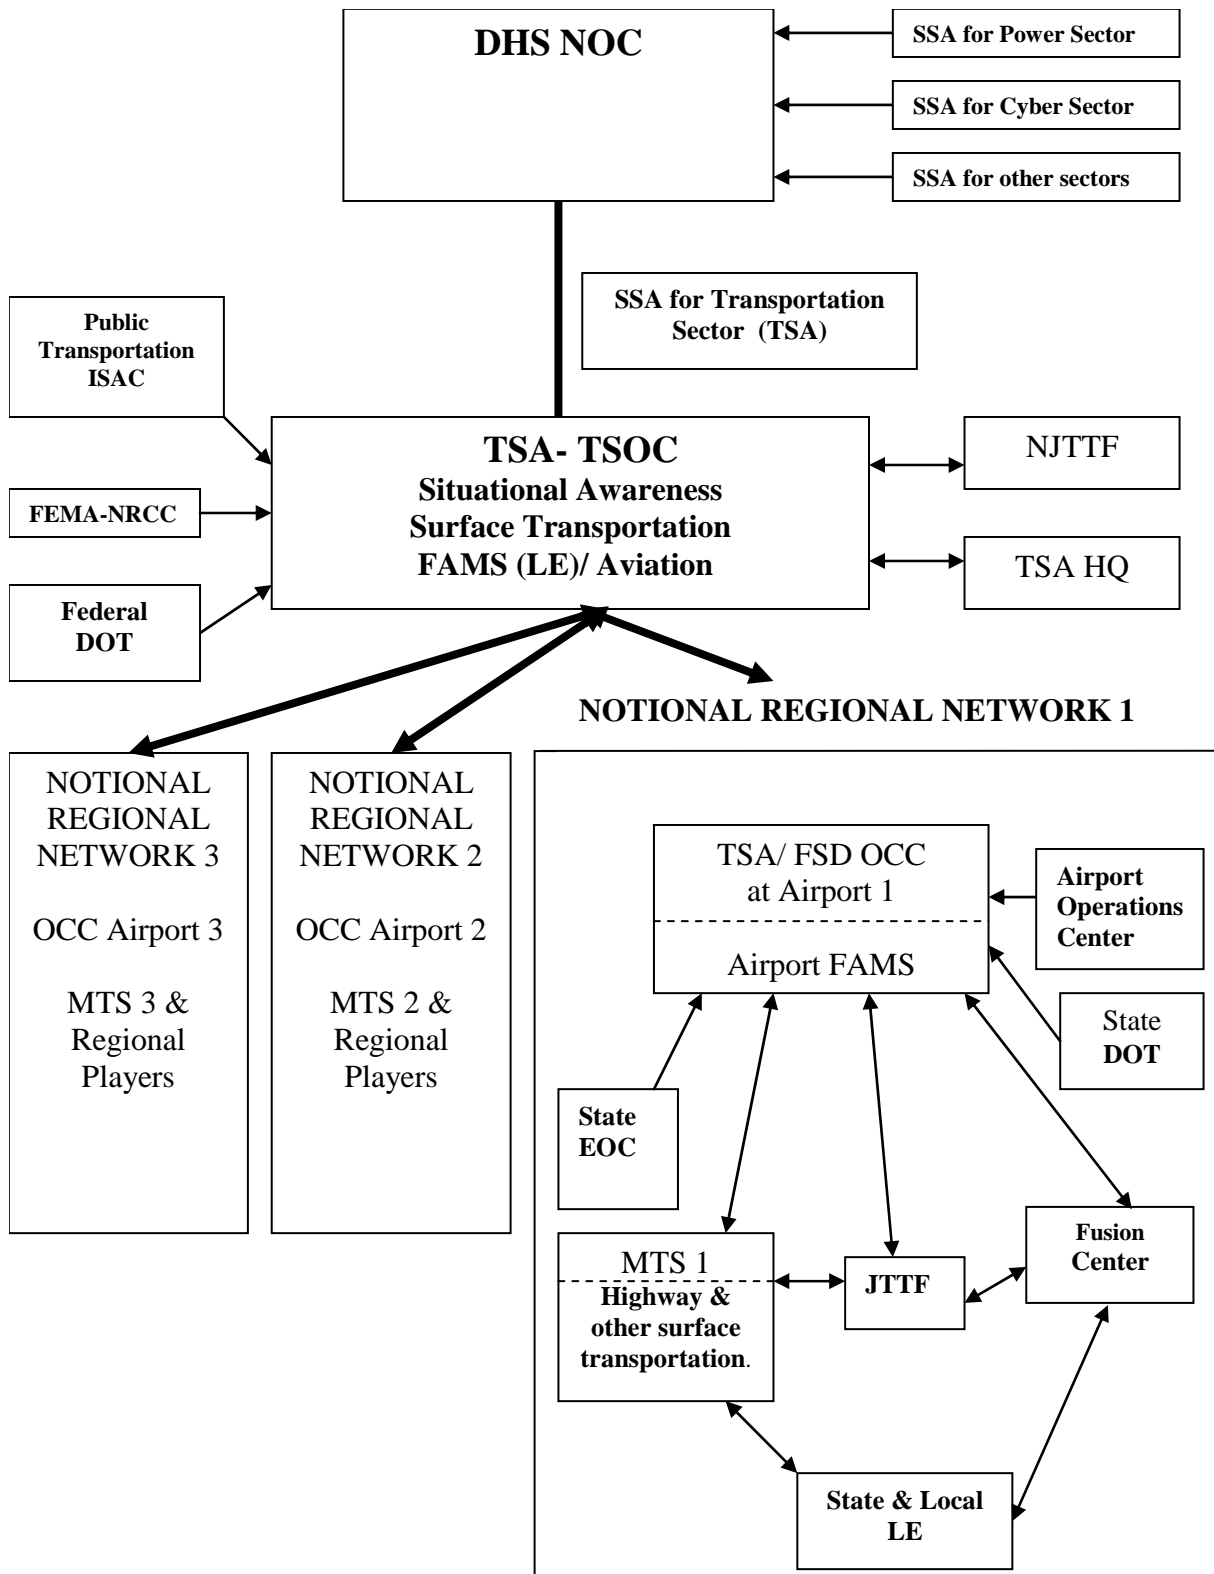 DHS NOC
SSA for Power Sector
SSA for Cyber Sector
SSA for other sectors
SSA for Transportation
Sector (TSA)
Public
Transportation
ISAC
FEMA-NRCC
Federal
DOT
TSA- TSOC
Situational Awareness
Surface Transportation
FAMS (LE)/ Aviation
NJTTF
TSA HQ
NOTIONAL REGIONAL NETWORK 1
NOTIONAL
REGIONAL
NETWORK 3
OCC Airport 3
MTS 3 &
Regional
Players
NOTIONAL
REGIONAL
NETWORK 2
OCC Airport 2
MTS 2 &
Regional
Players
TSA/ FSD OCC
at Airport 1
Airport FAMS
Airport
Operations
Center
State
DOT
State
EOC
MTS 1
Highway &
other surface
transportation.
JTTF
Fusion
Center
State & Local
LE